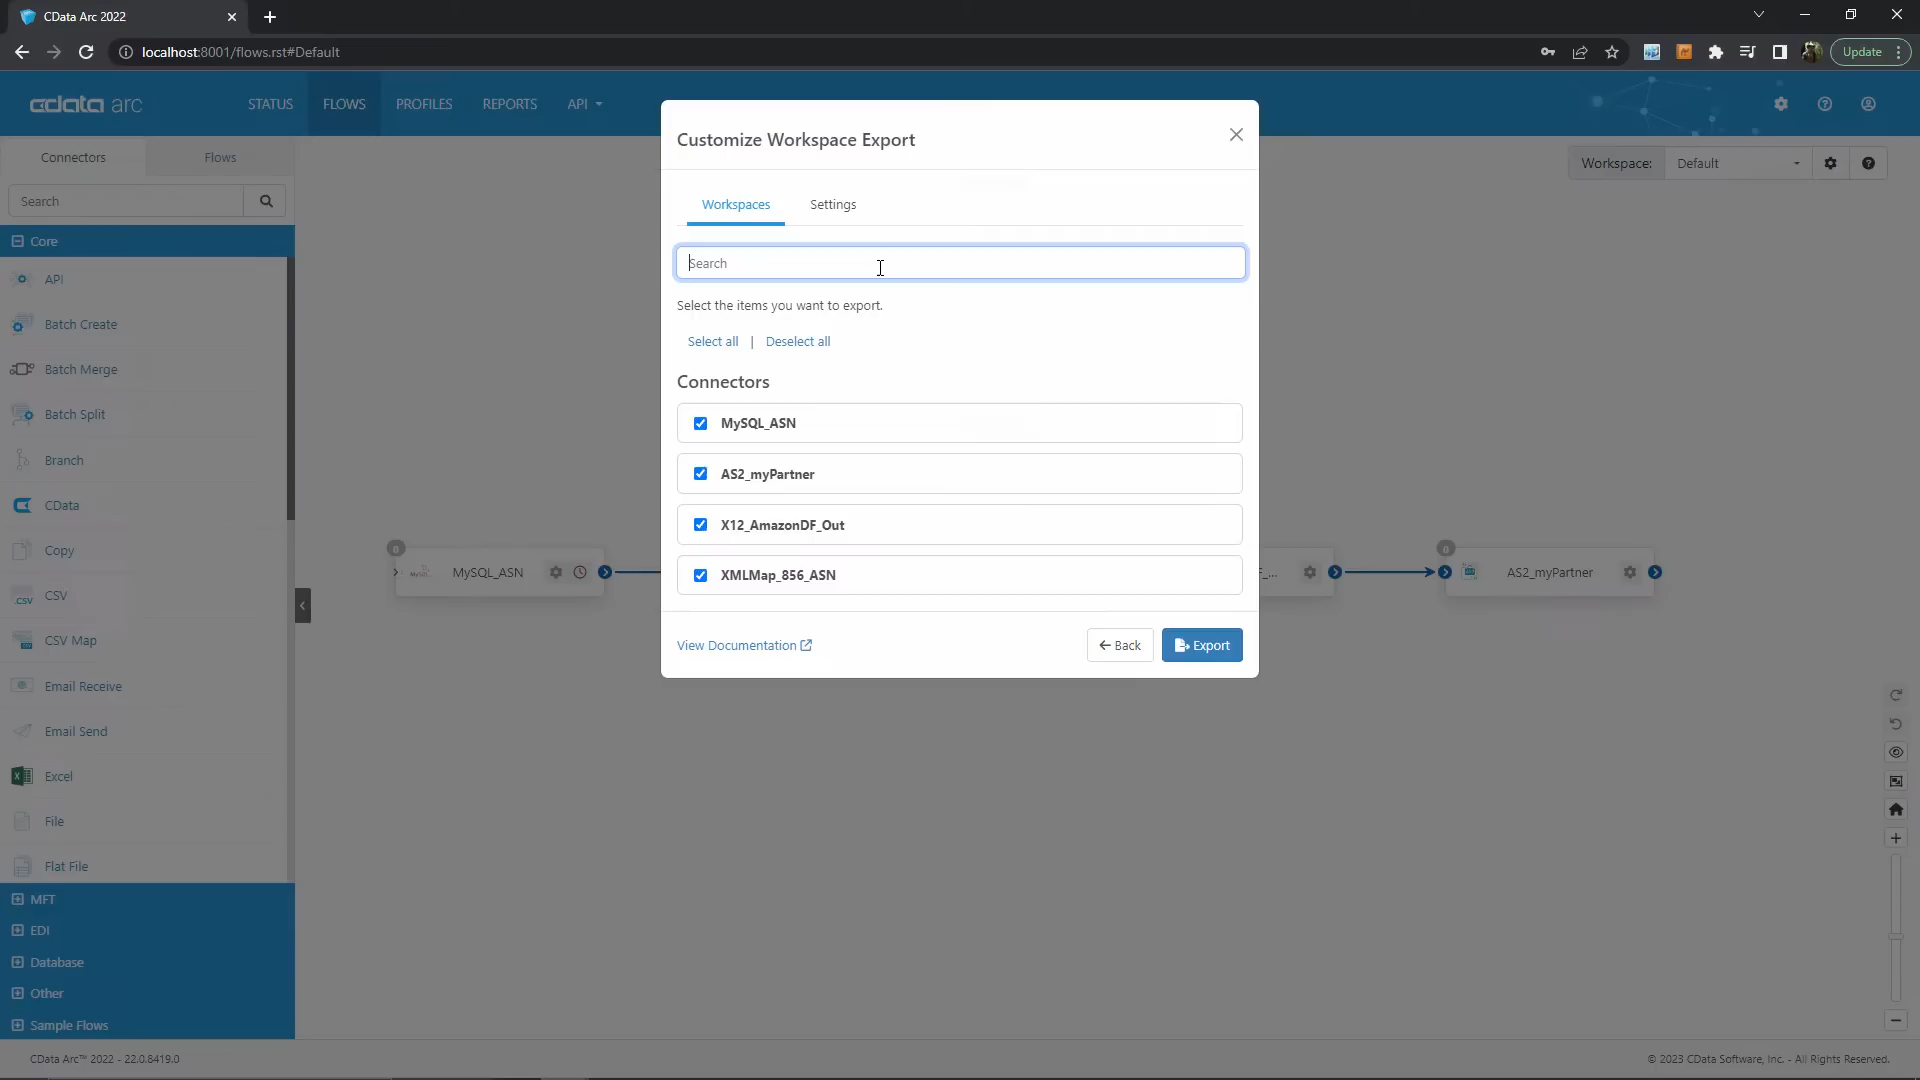 CData Arc 2022
localhost:8001/flows.rst#Default
Update
cdata arc
STATUS
FLOWS
PROFILES
REPORTS
API
Connectors
Flows
Search
Core
API
Batch Create
Batch Merge
Batch Split
Branch
CData
Copy
CSV
CSV Map
Email Receive
Email Send
Excel
File
Flat File
MFT
EDI
Database
Other
Sample Flows
Workspace:
Default
0
MySQL_ASN
F_...
0
AS2_myPartner
Customize Workspace Export
Workspaces
Settings
Search
Select the items you want to export.
Select all | Deselect all
Connectors
MySQL_ASN
AS2_myPartner
X12_AmazonDF_Out
XMLMap_856_ASN
View Documentation
Back
Export
CData Arc™ 2022 - 22.0.8419.0
© 2023 CData Software, Inc. - All Rights Reserved.